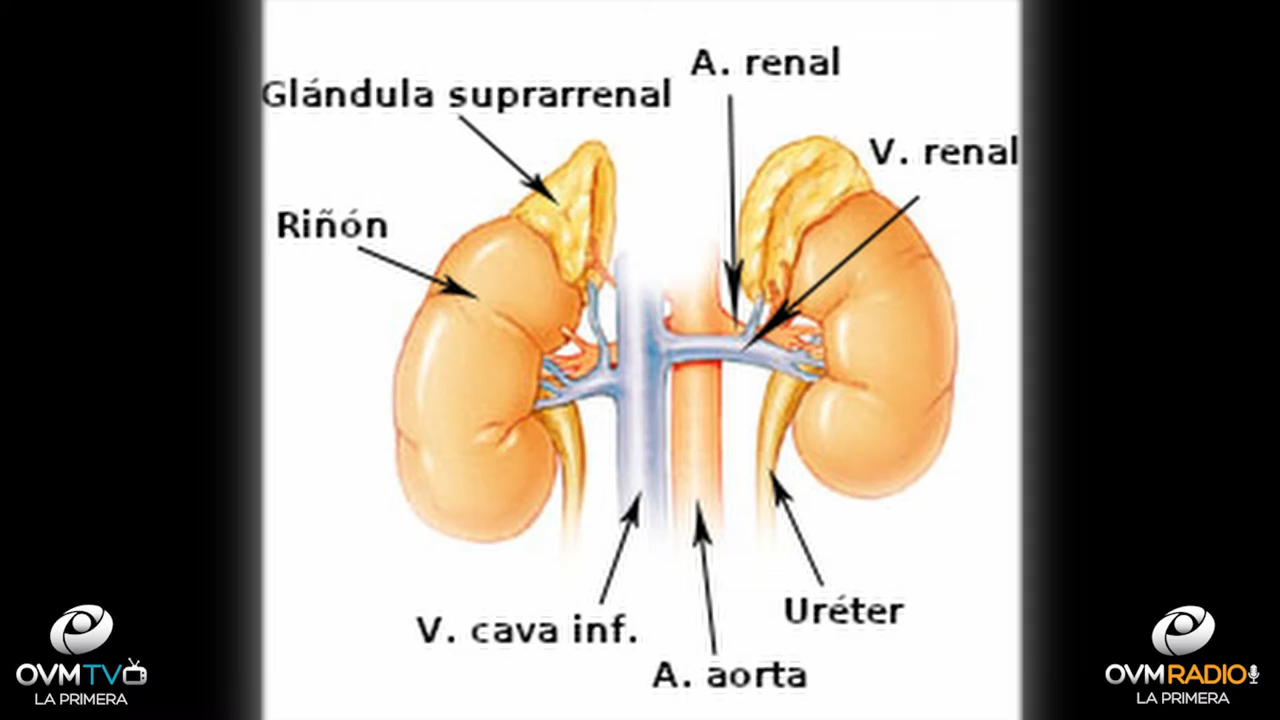 A. renal
Glándula suprarrenal
V. renal
Riñón
Uréter
V. cava inf.
A. aorta
OVMTV
LA PRIMERA
OVMRADIO
LA PRIMERA